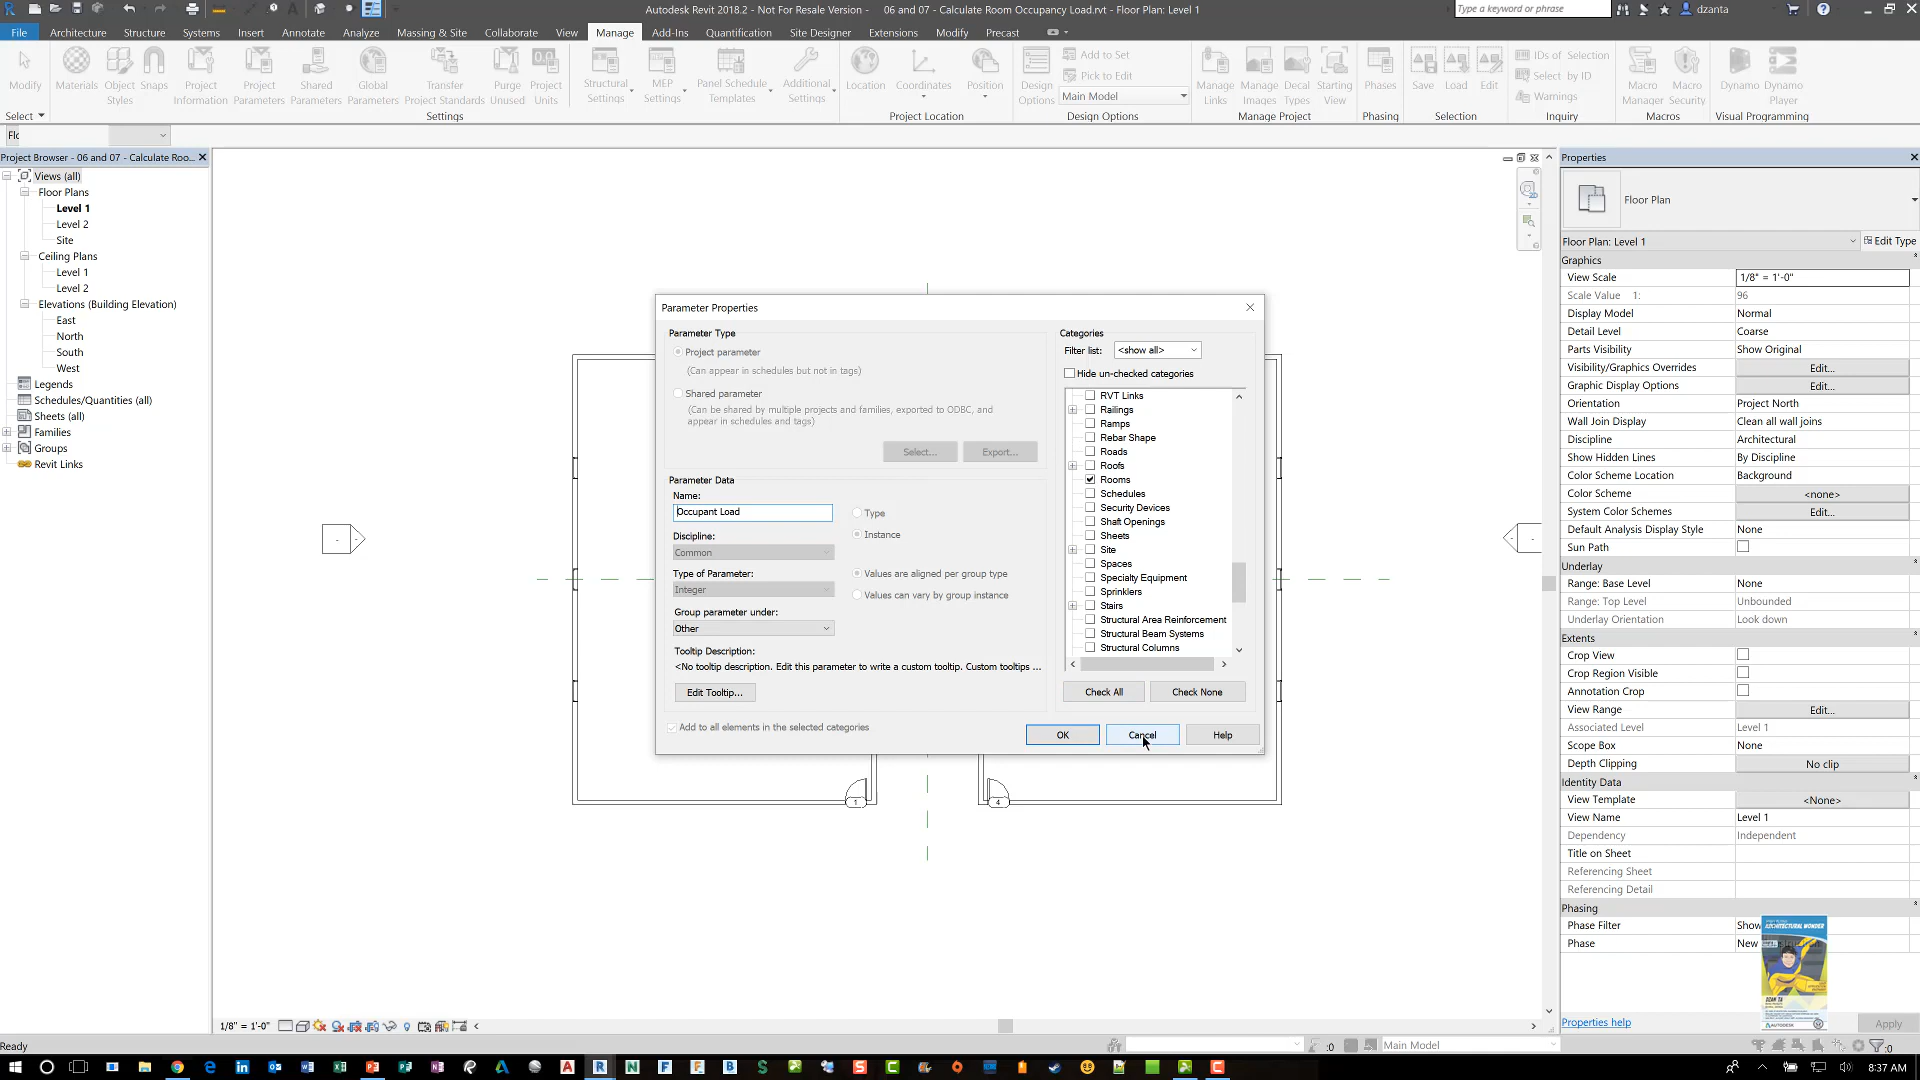 Autodesk Revit 2018.2 - Not For Resale Version - 06 and 07 - Calculate Room Occupancy Load.rvt - Floor Plan: Level 1
Type a keyword or phrase
dzanta
File Architecture Structure Systems Insert Annotate Analyze Massing & Site Collaborate View Manage Add-Ins Quantification Site Designer Extensions Modify Precast
Modify
Materials
Object Styles
Snaps
Project Information
Project Parameters
Shared Parameters
Global Parameters
Transfer Project Standards
Purge Unused
Project Units
Structural Settings
MEP Settings
Panel Schedule Templates
Additional Settings
Location
Coordinates
Position
Design Options
Add to Set
Pick to Edit
Main Model
Manage Links
Manage Images
Decal Types
Starting View
Phases
Save
Load
Edit
IDs of Selection
Select by ID
Warnings
Macro Manager
Macro Security
Dynamo
Dynamo Player
Select
Settings
Project Location
Design Options
Manage Project
Phasing
Selection
Inquiry
Macros
Visual Programming
Project Browser - 06 and 07 - Calculate Roo...
Views (all)
Floor Plans
Level 1
Level 2
Site
Ceiling Plans
Level 1
Level 2
Elevations (Building Elevation)
East
North
South
West
Legends
Schedules/Quantities (all)
Sheets (all)
Families
Groups
Revit Links
Parameter Properties
Parameter Type
Project parameter
(Can appear in schedules but not in tags)
Shared parameter
(Can be shared by multiple projects and families, exported to ODBC, and
appear in schedules and tags)
Select...
Export...
Parameter Data
Name:
Occupant Load
Type
Discipline:
Instance
Common
Type of Parameter:
Values are aligned per group type
Integer
Values can vary by group instance
Group parameter under:
Other
Tooltip Description:
<No tooltip description. Edit this parameter to write a custom tooltip. Custom tooltips ...
Edit Tooltip...
Add to all elements in the selected categories
Categories
Filter list: <show all>
Hide un-checked categories
RVT Links
Railings
Ramps
Rebar Shape
Roads
Roofs
Rooms
Schedules
Security Devices
Shaft Openings
Sheets
Site
Spaces
Specialty Equipment
Sprinklers
Stairs
Structural Area Reinforcement
Structural Beam Systems
Structural Columns
Check All
Check None
OK
Cancel
Help
1
4
Properties
Floor Plan
Floor Plan: Level 1
Edit Type
Graphics
View Scale 1/8" = 1'-0"
Scale Value 1: 96
Display Model Normal
Detail Level Coarse
Parts Visibility Show Original
Visibility/Graphics Overrides Edit...
Graphic Display Options Edit...
Orientation Project North
Wall Join Display Clean all wall joins
Discipline Architectural
Show Hidden Lines By Discipline
Color Scheme Location Background
Color Scheme <none>
System Color Schemes Edit...
Default Analysis Display Style None
Sun Path
Underlay
Range: Base Level None
Range: Top Level Unbounded
Underlay Orientation Look down
Extents
Crop View
Crop Region Visible
Annotation Crop
View Range Edit...
Associated Level Level 1
Scope Box None
Depth Clipping No clip
Identity Data
View Template <None>
View Name Level 1
Dependency Independent
Title on Sheet
Referencing Sheet
Referencing Detail
Phasing
Phase Filter Show
Phase New
ARCHITECTURAL WONDER
AUTODESK
Properties help
Apply
1/8" = 1'-0"
Ready
:0
Main Model
:0
8:37 AM